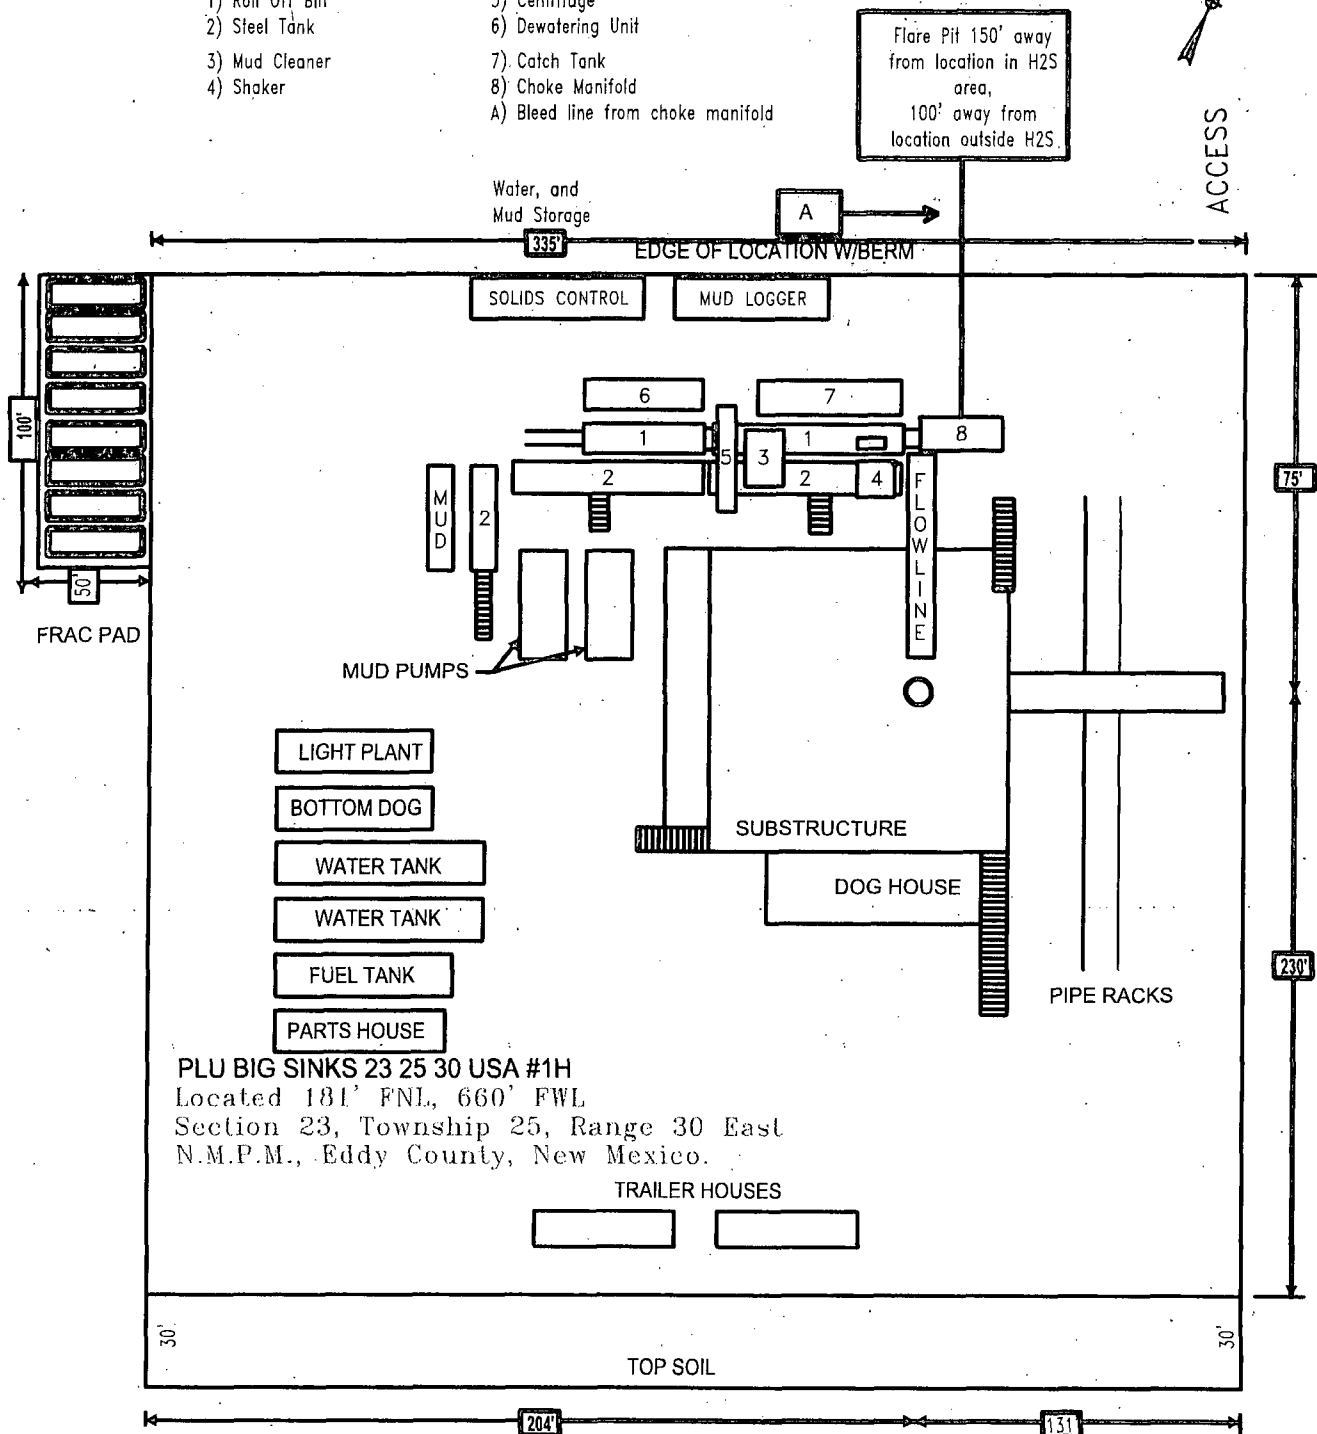 1) Roll Off Bin
2) Steel Tank
3) Mud Cleaner
4) Shaker
5) Centrifuge
6) Dewatering Unit
7) Catch Tank
8) Choke Manifold
A) Bleed line from choke manifold
Flare Pit 150' away
from location in H2S
area,
100' away from
location outside H2S
ACCESS
Water, and
Mud Storage
A
335'
EDGE OF LOCATION W/BERM
SOLIDS CONTROL
MUD LOGGER
6
7
1
1
8
5
3
2
2
4
100'
75'
MUD
2
FLOWLINE
50'
FRAC PAD
MUD PUMPS
LIGHT PLANT
BOTTOM DOG
SUBSTRUCTURE
WATER TANK
DOG HOUSE
WATER TANK
FUEL TANK
230'
PIPE RACKS
PARTS HOUSE
PLU BIG SINKS 23 25 30 USA #1H
Located 181' FNL, 660' FWL
Section 23, Township 25, Range 30 East
N.M.P.M., Eddy County, New Mexico.
TRAILER HOUSES
30'
30'
TOP SOIL
204'
131'